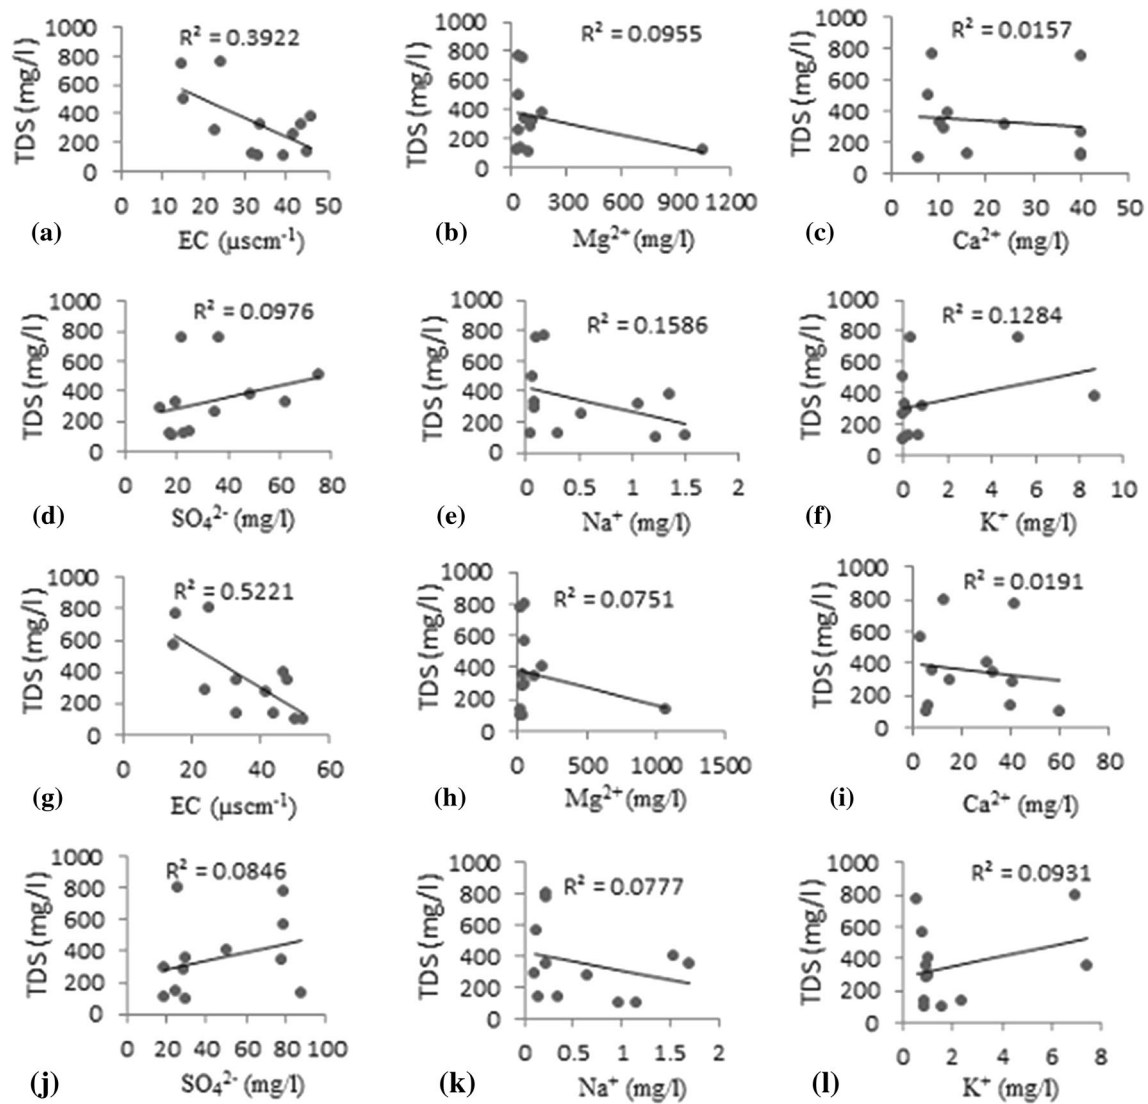 R² = 0.3922
TDS (mg/l)
1000
800
600
400
200
0
0 10 20 30 40 50
(a) EC (μscm⁻¹)
R² = 0.0955
TDS (mg/l)
1000
800
600
400
200
0
0 300 600 900 1200
(b) Mg²⁺ (mg/l)
R² = 0.0157
TDS (mg/l)
1000
800
600
400
200
0
0 10 20 30 40 50
(c) Ca²⁺ (mg/l)
R² = 0.0976
TDS (mg/l)
1000
800
600
400
200
0
0 20 40 60 80
(d) SO₄²⁻ (mg/l)
R² = 0.1586
TDS (mg/l)
1000
800
600
400
200
0
0 0.5 1 1.5 2
(e) Na⁺ (mg/l)
R² = 0.1284
TDS (mg/l)
1000
800
600
400
200
0
0 2 4 6 8 10
(f) K⁺ (mg/l)
R² = 0.5221
TDS (mg/l)
1000
800
600
400
200
0
0 20 40 60
(g) EC (μscm⁻¹)
R² = 0.0751
TDS (mg/l)
1000
800
600
400
200
0
0 500 1000 1500
(h) Mg²⁺ (mg/l)
R² = 0.0191
TDS (mg/l)
1000
800
600
400
200
0
0 20 40 60 80
(i) Ca²⁺ (mg/l)
R² = 0.0846
TDS (mg/l)
1000
800
600
400
200
0
0 20 40 60 80 100
(j) SO₄²⁻ (mg/l)
R² = 0.0777
TDS (mg/l)
1000
800
600
400
200
0
0 0.5 1 1.5 2
(k) Na⁺ (mg/l)
R² = 0.0931
TDS (mg/l)
1000
800
600
400
200
0
0 2 4 6 8
(l) K⁺ (mg/l)